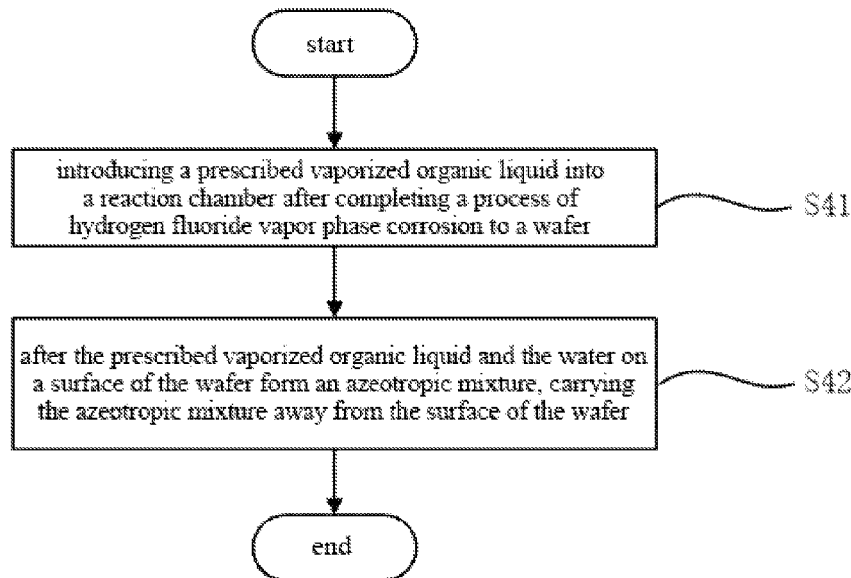 start
introducing a prescribed vaporized organic liquid into
a reaction chamber after completing a process of
hydrogen fluoride vapor phase corrosion to a wafer
S41
after the prescribed vaporized organic liquid and the water on
a surface of the wafer form an azeotropic mixture, carrying
the azeotropic mixture away from the surface of the wafer
S42
end